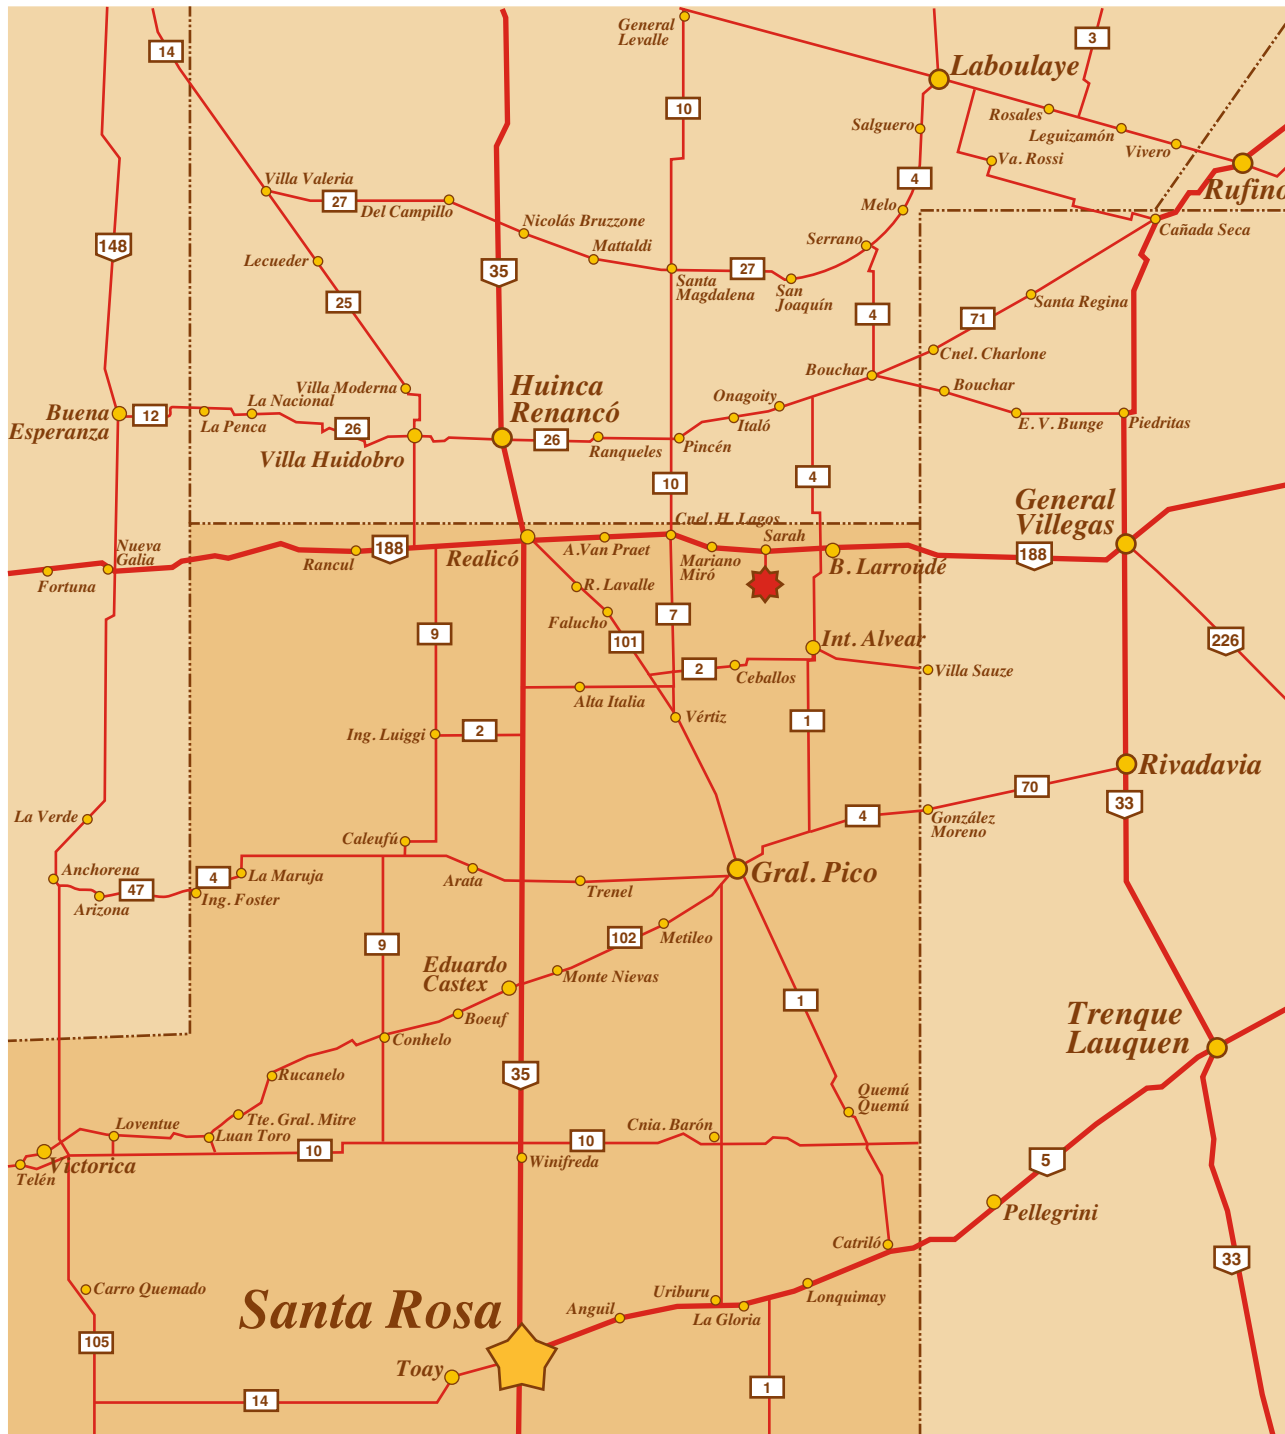 General
Levalle
14
3
Laboulaye
10
Rosales
Salguero
Leguizamón
Vivero
Va. Rossi
Villa Valeria
4
Rufino
27
Del Campillo
Melo
Nicolás Bruzzone
Cañada Seca
148
Mattaldi
Serrano
Lecueder
35
27
Santa
Magdalena
San
Joaquín
25
4
Santa Regina
71
Cnel. Charlone
Bouchar
Villa Moderna
Huinca
Renancó
Bouchar
Buena
Esperanza
12
La Nacional
La Penca
Onagoity
Italó
26
E. V. Bunge
Piedritas
Villa Huidobro
26
Ranqueles
Pincén
4
10
General
Villegas
Cnel. H. Lagos
Nueva
Galia
188
Realicó
A.Van Praet
Sarah
Mariano
Miró
B. Larroudé
188
Rancul
Fortuna
R. Lavalle
Falucho
7
9
101
Int. Alvear
226
2
Ceballos
Villa Sauze
Alta Italia
Vértiz
1
Ing. Luiggi
2
Rivadavia
70
33
La Verde
4
González
Moreno
Caleufú
Anchorena
4
La Maruja
Arata
Gral. Pico
47
Arizona
Ing. Foster
Trenel
9
102
Metileo
Eduardo
Castex
Monte Nievas
1
Boeuf
Trenque
Lauquen
Conhelo
Rucanelo
35
Quemú
Quemú
Tte. Gral. Mitre
Loventue
Luan Toro
Cnia. Barón
10
10
Victorica
Telén
Winifreda
5
Pellegrini
Catriló
33
Carro Quemado
Santa Rosa
Uriburu
Lonquimay
Anguil
La Gloria
105
Toay
14
1